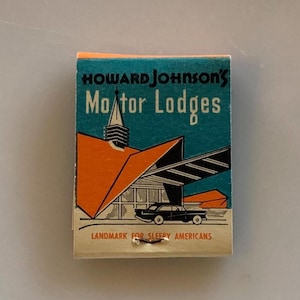 HOWARD JOHNSON'S
Motor Lodges
LANDMARK FOR SLEEPY AMERICANS